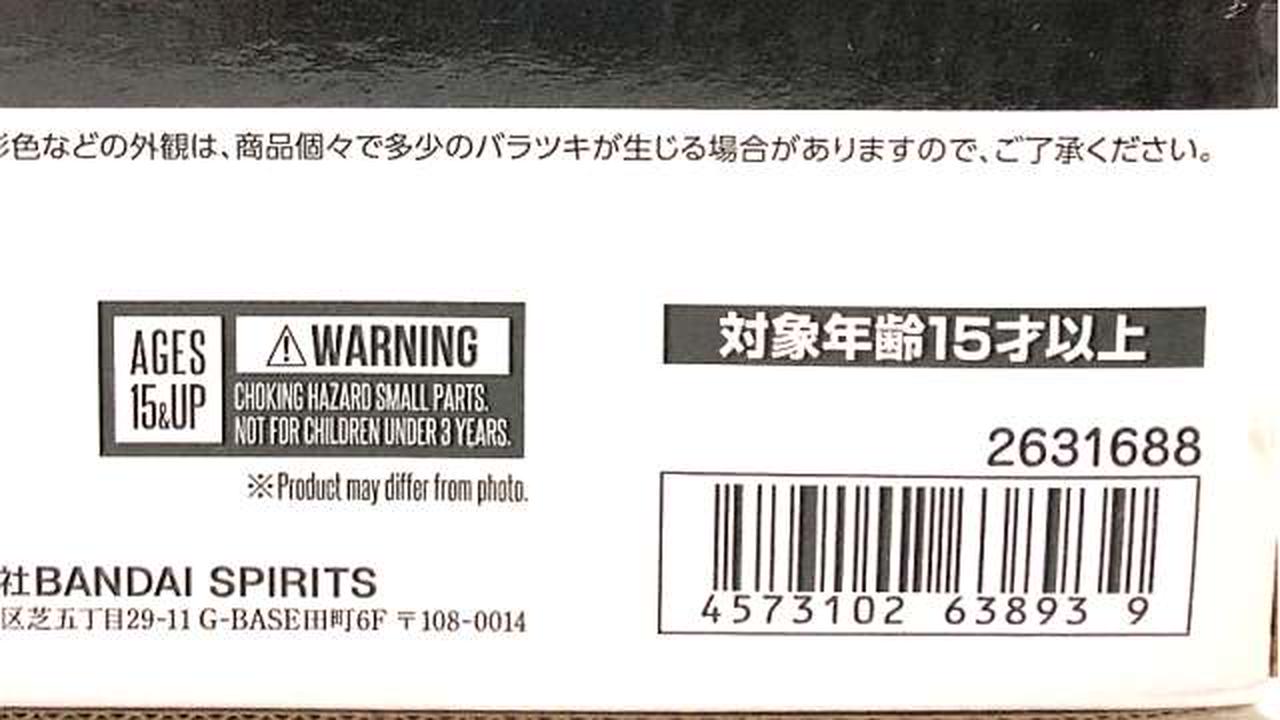 彩色などの外観は、商品個々で多少のバラツキが生じる場合がありますので、ご了承ください。
AGES
15&UP
⚠WARNING
CHOKING HAZARD SMALL PARTS.
NOT FOR CHILDREN UNDER 3 YEARS.
※Product may differ from photo.
社BANDAI SPIRITS
区芝五丁目29-11 G-BASE田町6F 〒108-0014
対象年齢15才以上
2631688
4573102 63893 9